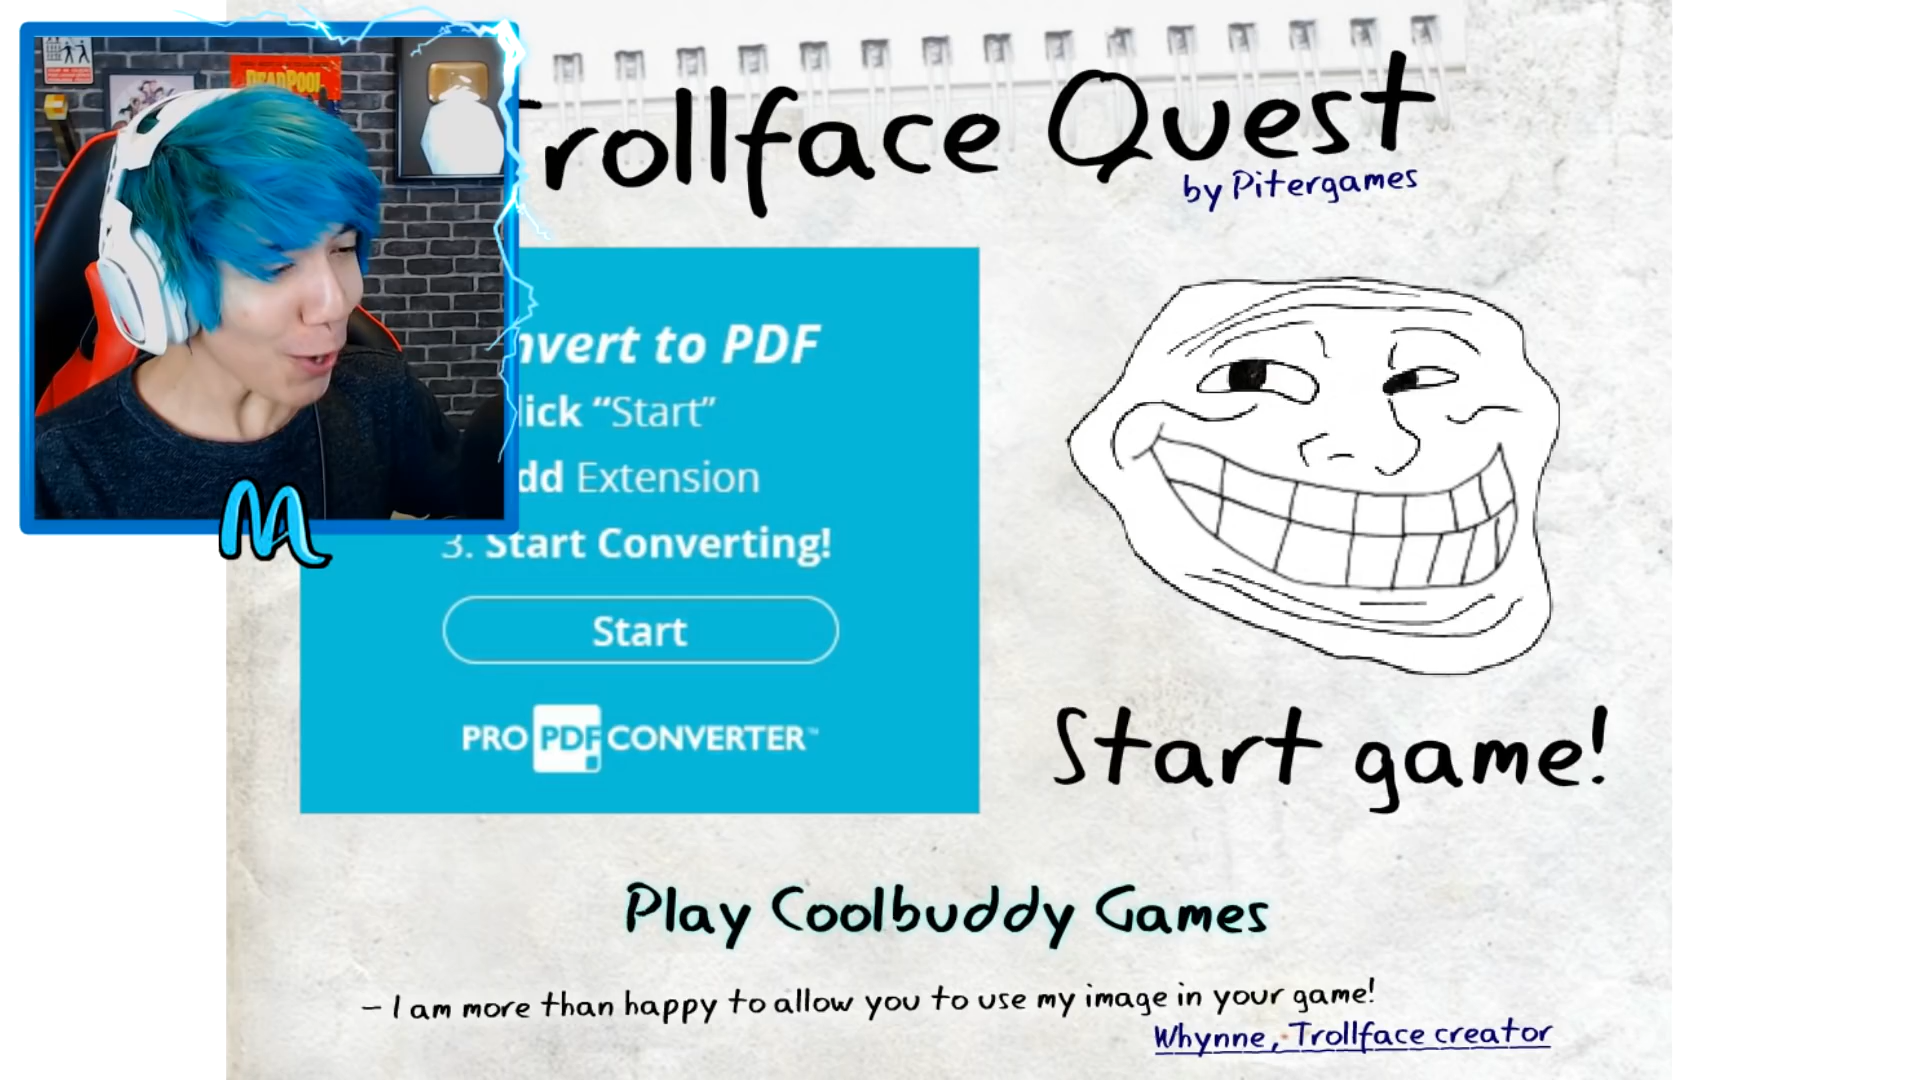 DEADPOOL
Trollface Quest
by Pitergames
nvert to PDF
lick “Start”
dd Extension
3. Start Converting!
Start
PRO PDF CONVERTER™
M
Start game!
Play Coolbuddy Games
– I am more than happy to allow you to use my image in your game!
Whynne, Trollface creator